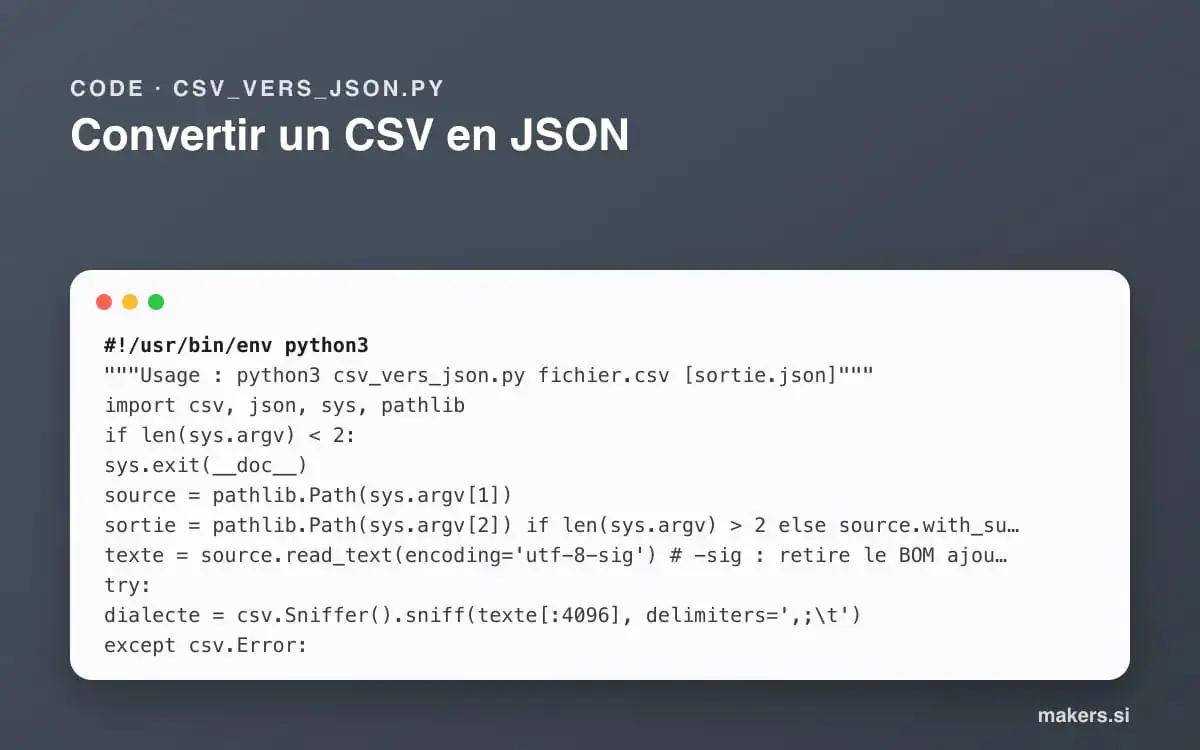 CODE · CSV_VERS_JSON.PY
Convertir un CSV en JSON
#!/usr/bin/env python3
"""Usage : python3 csv_vers_json.py fichier.csv [sortie.json]"""
import csv, json, sys, pathlib
if len(sys.argv) < 2:
sys.exit(__doc__)
source = pathlib.Path(sys.argv[1])
sortie = pathlib.Path(sys.argv[2]) if len(sys.argv) > 2 else source.with_su…
texte = source.read_text(encoding='utf-8-sig') # -sig : retire le BOM ajou…
try:
dialecte = csv.Sniffer().sniff(texte[:4096], delimiters=',;\t')
except csv.Error:
makers.si